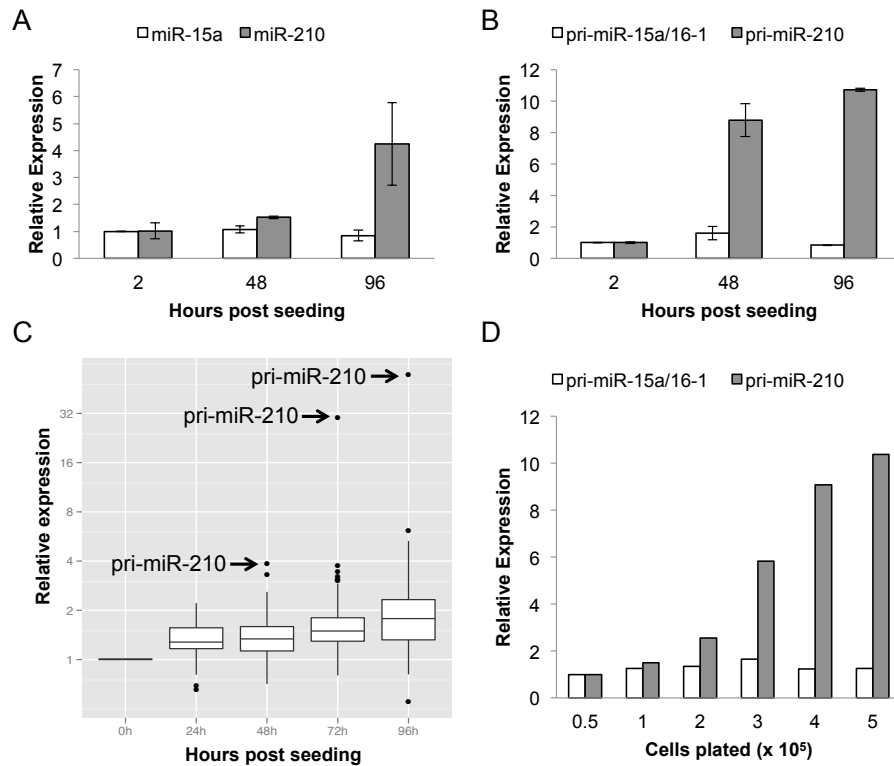 A
miR-15a miR-210
Relative Expression
7
6
5
4
3
2
1
0
2 48 96
Hours post seeding
B
pri-miR-15a/16-1 pri-miR-210
Relative Expression
12
10
8
6
4
2
0
2 48 96
Hours post seeding
C
Relative expression
32
16
8
4
2
1
pri-miR-210
pri-miR-210
pri-miR-210
0h 24h 48h 72h 96h
Hours post seeding
D
pri-miR-15a/16-1 pri-miR-210
Relative Expression
12
10
8
6
4
2
0
0.5 1 2 3 4 5
Cells plated (x 10⁵)